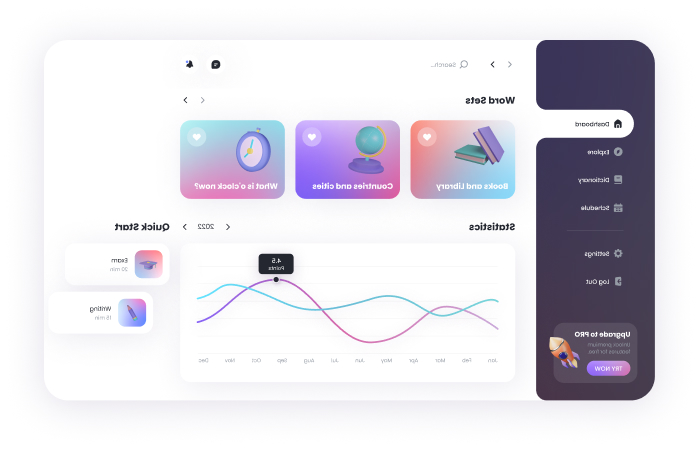 Search...
Word Sets
Books and Library
Countries and cities
What is o'clock now?
Statistics
2022
4.5
Points
Jan Feb Mar Apr May Jun Jul Aug Sep Oct Nov Dec
Quick Start
Exam
30 min
Writing
15 min
Dashboard
Explore
Dictionary
Schedule
Settings
Log Out
Upgrade to PRO
Unlock premium
features for free
TRY NOW